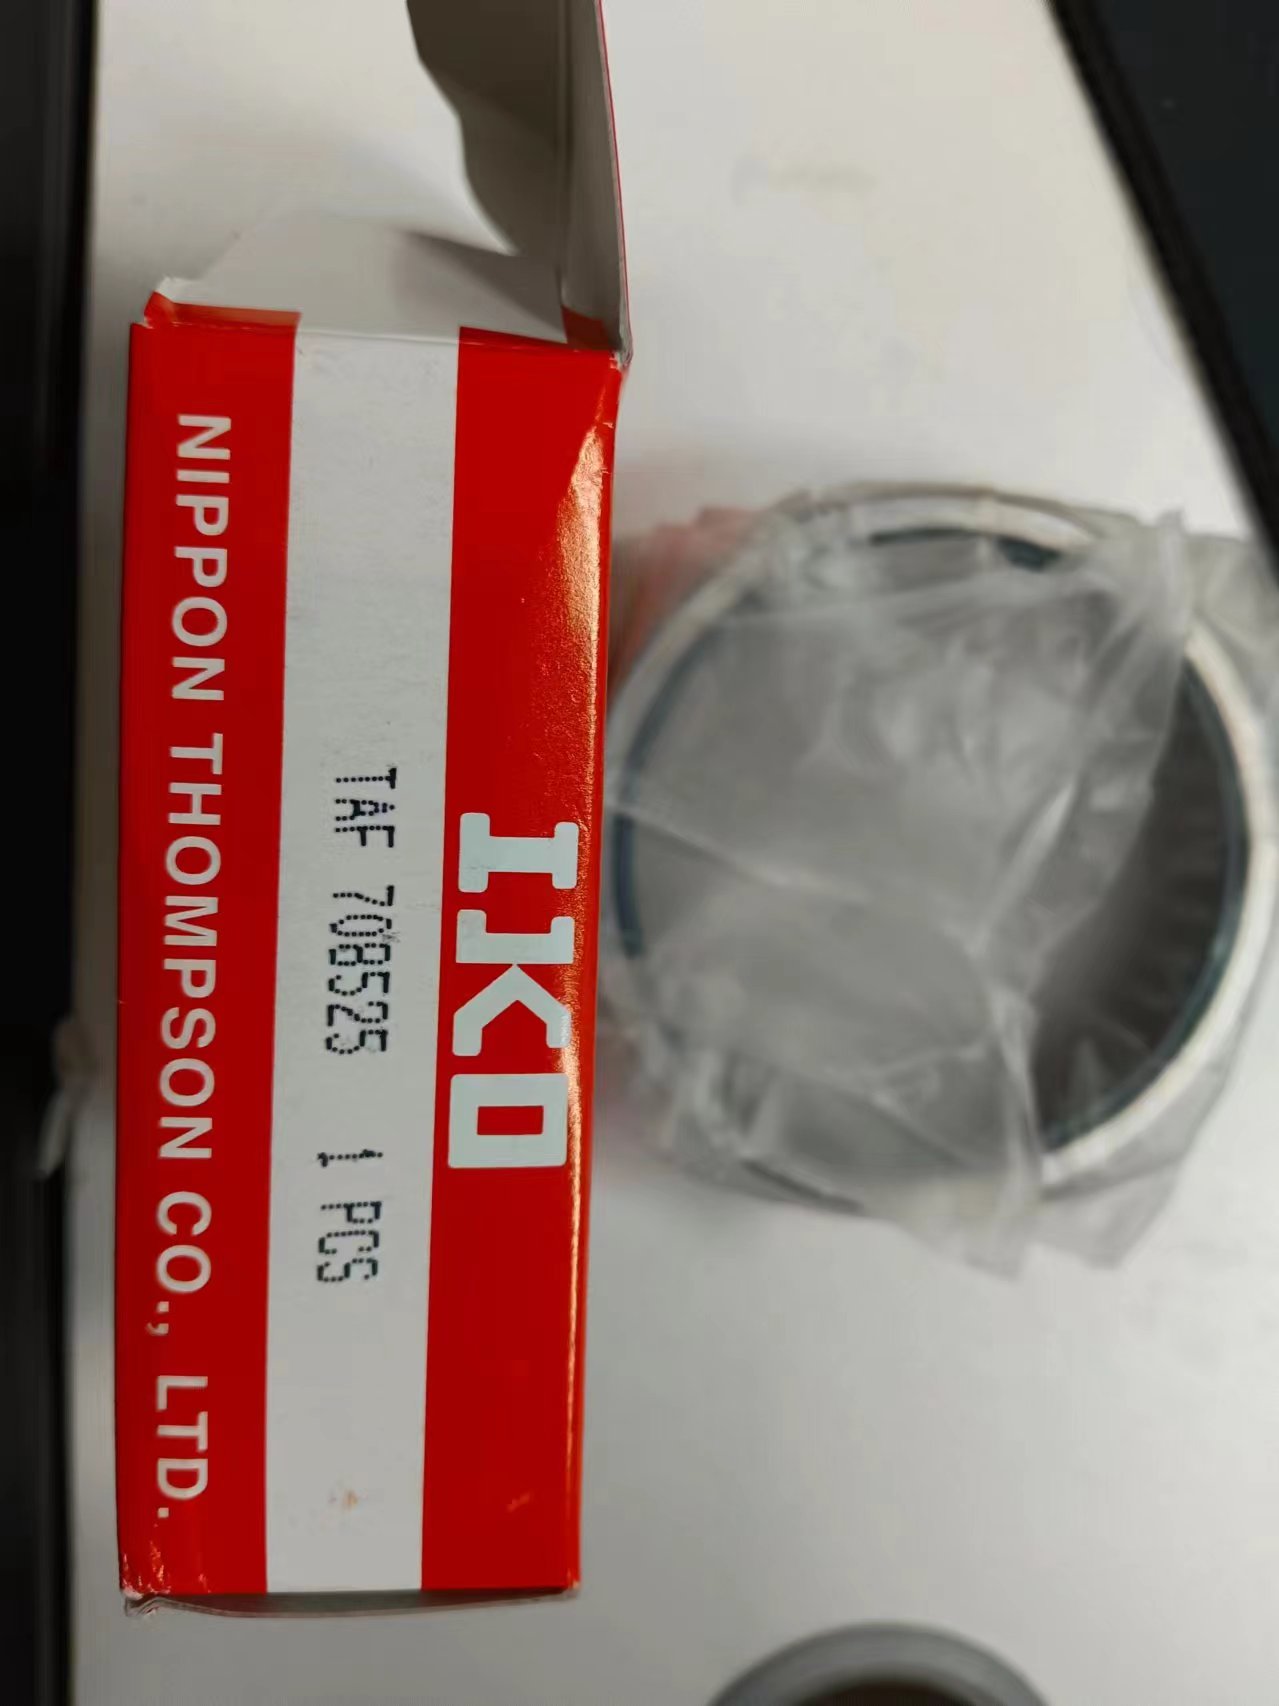 IKO
TAF 708525 1 PCS
NIPPON THOMPSON CO., LTD.